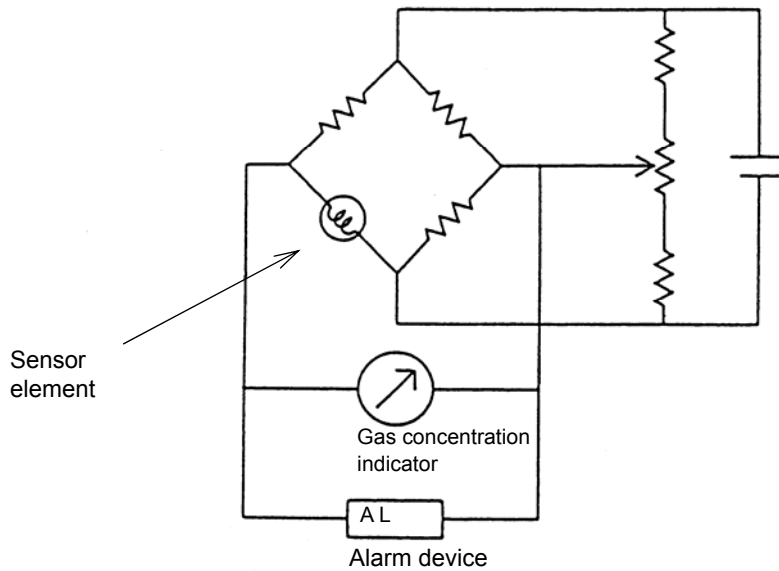 Sensor
element
Gas concentration
indicator
A L
Alarm device